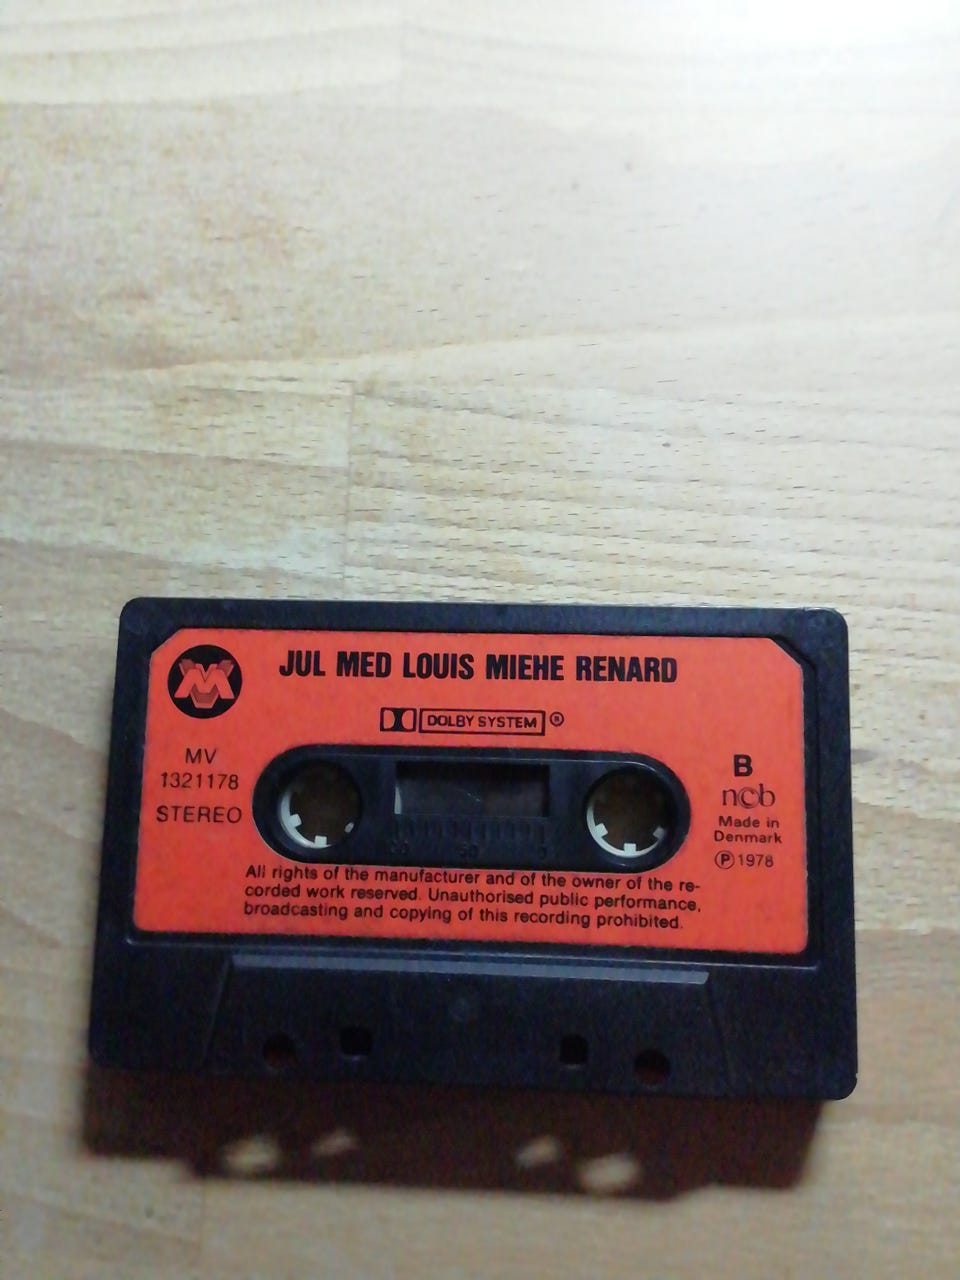 JUL MED LOUIS MIEHE RENARD
DOLBY SYSTEM ®
MV
1321178
STEREO
B
ncb
Made in
Denmark
℗ 1978
All rights of the manufacturer and of the owner of the re-
corded work reserved. Unauthorised public performance,
broadcasting and copying of this recording prohibited.